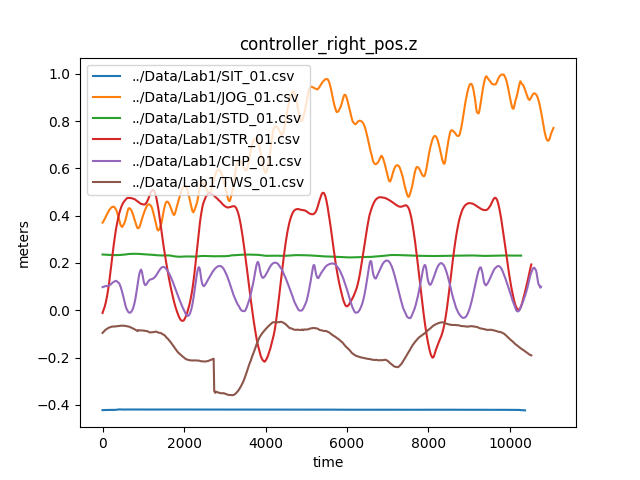 controller_right_pos.z
../Data/Lab1/SIT_01.csv
../Data/Lab1/JOG_01.csv
../Data/Lab1/STD_01.csv
../Data/Lab1/STR_01.csv
../Data/Lab1/CHP_01.csv
../Data/Lab1/TWS_01.csv
meters
1.0
0.8
0.6
0.4
0.2
0.0
−0.2
−0.4
0 2000 4000 6000 8000 10000
time